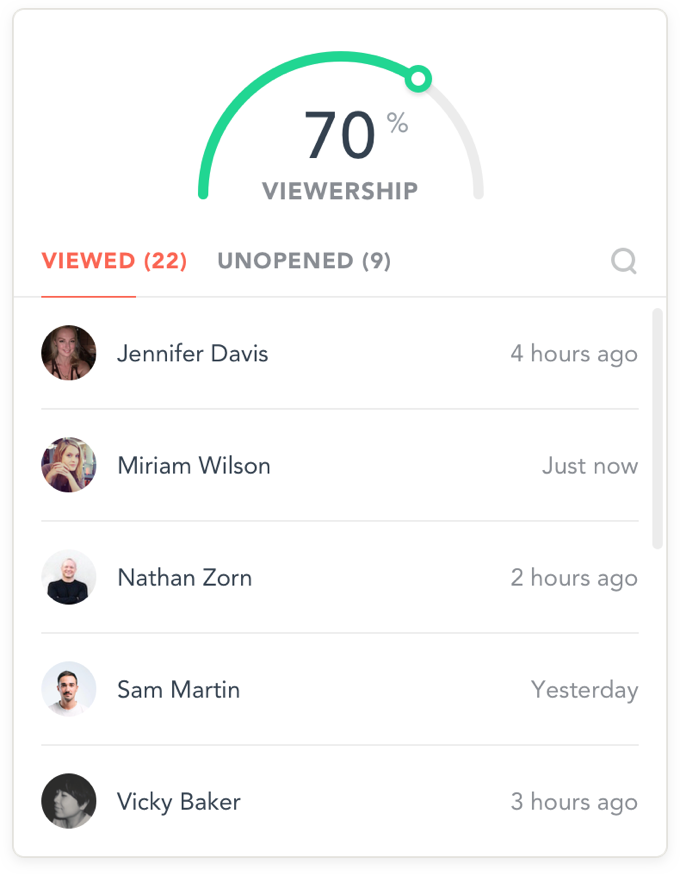 70 %
VIEWERSHIP
VIEWED (22) UNOPENED (9)
Jennifer Davis 4 hours ago
Miriam Wilson Just now
Nathan Zorn 2 hours ago
Sam Martin Yesterday
Vicky Baker 3 hours ago